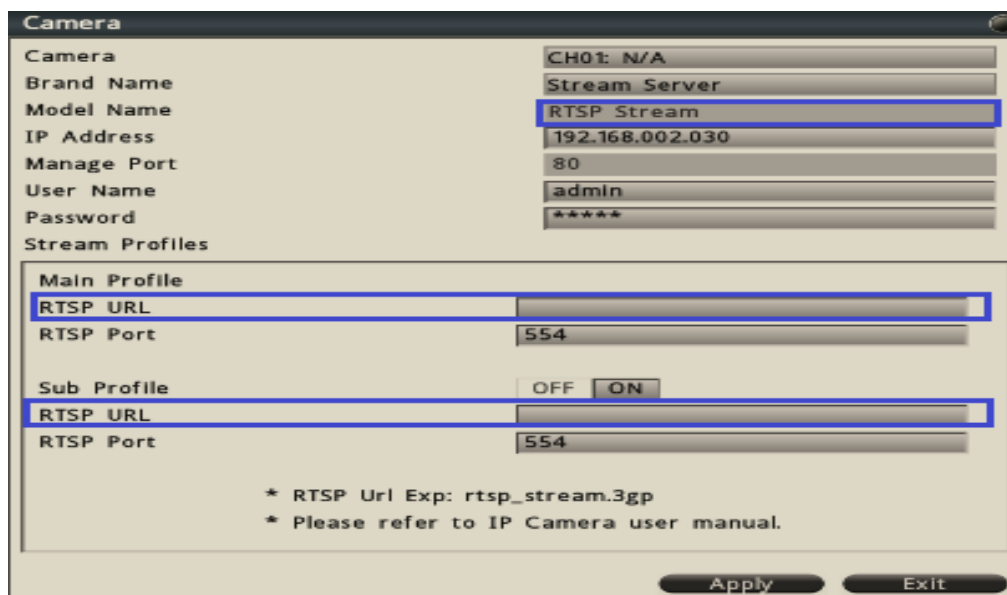 Camera
Camera CH01: N/A
Brand Name Stream Server
Model Name RTSP Stream
IP Address 192.168.002.030
Manage Port 80
User Name admin
Password *****
Stream Profiles
Main Profile
RTSP URL
RTSP Port 554
Sub Profile OFF ON
RTSP URL
RTSP Port 554
* RTSP Url Exp: rtsp_stream.3gp
* Please refer to IP Camera user manual.
Apply Exit